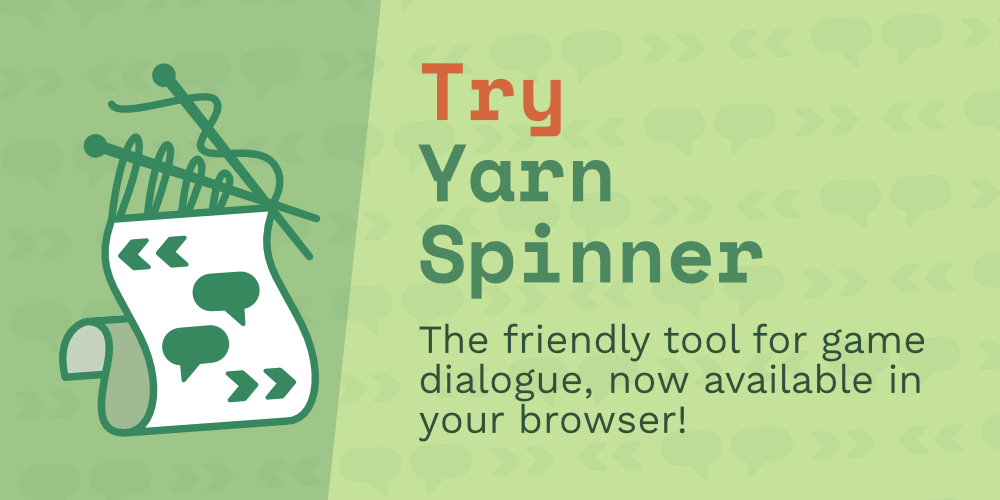 Try
Yarn
Spinner
The friendly tool for game
dialogue, now available in
your browser!